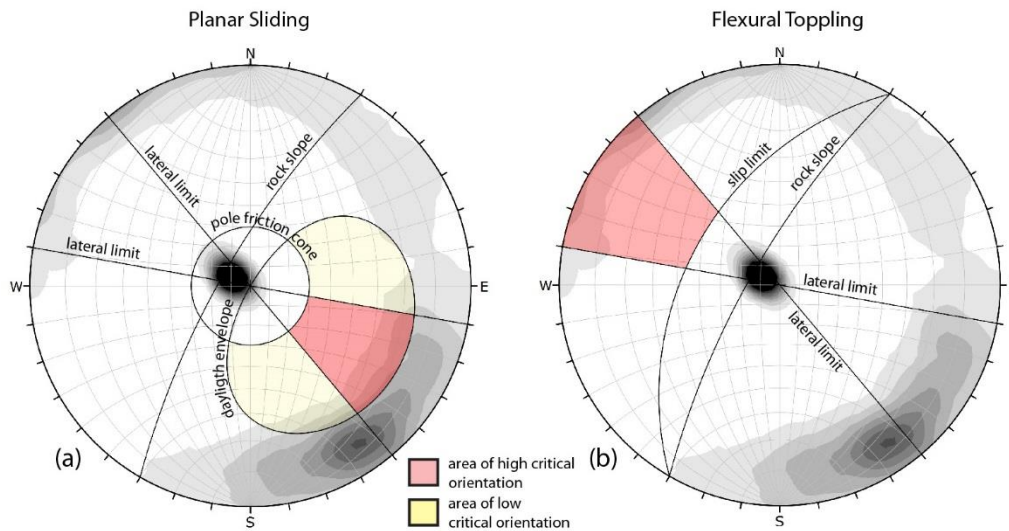 Planar Sliding
Flexural Toppling
N
lateral limit
rock slope
pole friction cone
lateral limit
W
E
dayligth envelope
S
(a)
N
slip limit
rock slope
W
lateral limit
lateral limit
E
S
(b)
area of high critical
orientation
area of low
critical orientation